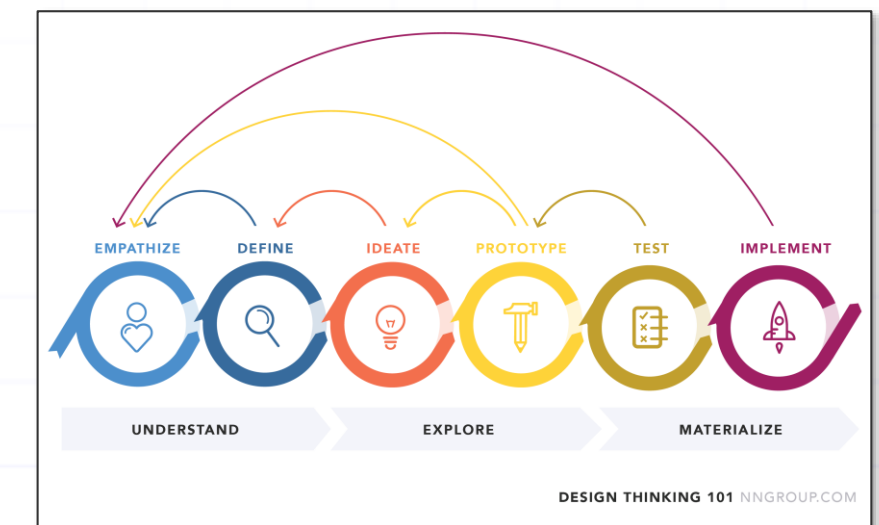 EMPATHIZE DEFINE IDEATE PROTOTYPE TEST IMPLEMENT
UNDERSTAND EXPLORE MATERIALIZE
DESIGN THINKING 101 NNGROUP.COM